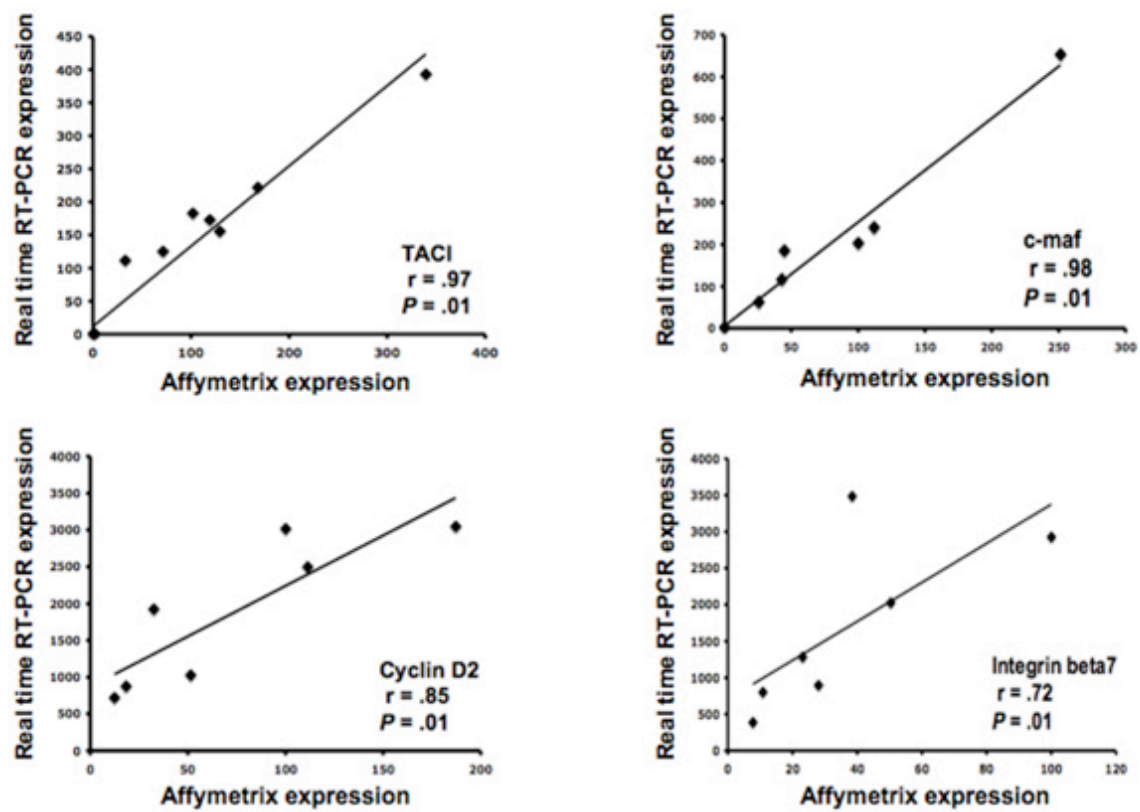 Real time RT-PCR expression
450
400
350
300
250
200
150
100
50
0
0 100 200 300 400
Affymetrix expression
TACI
r = .97
P = .01
Real time RT-PCR expression
700
600
500
400
300
200
100
0
0 50 100 150 200 250 300
Affymetrix expression
c-maf
r = .98
P = .01
Real time RT-PCR expression
4000
3500
3000
2500
2000
1500
1000
500
0
0 50 100 150 200
Affymetrix expression
Cyclin D2
r = .85
P = .01
Real time RT-PCR expression
4000
3500
3000
2500
2000
1500
1000
500
0
0 20 40 60 80 100 120
Affymetrix expression
Integrin beta7
r = .72
P = .01